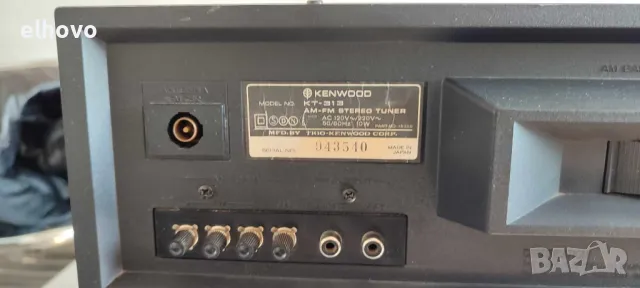 elhovo
KENWOOD
MODEL NO. KT-313
AM-FM STEREO TUNER
AC 120V~/220V~
50/60Hz 10W
MFD. BY TRIO-KENWOOD CORP.
SERIAL NO. 943540 MADE IN JAPAN
BAZAR